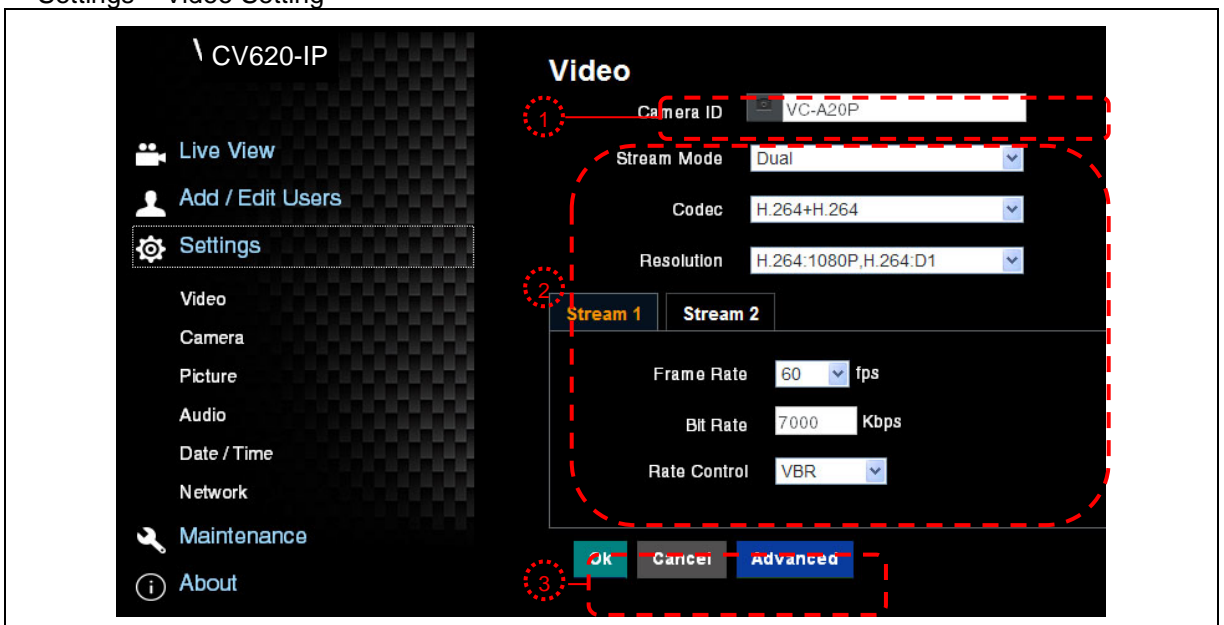 Settings – Video Setting
CV620-IP
Live View
Add / Edit Users
Settings
Video
Camera
Picture
Audio
Date / Time
Network
Maintenance
About
Video
1
Camera ID VC-A20P
Stream Mode Dual
Codec H.264+H.264
Resolution H.264:1080P,H.264:D1
2
Stream 1 Stream 2
Frame Rate 60 fps
Bit Rate 7000 Kbps
Rate Control VBR
Ok Cancel Advanced
3